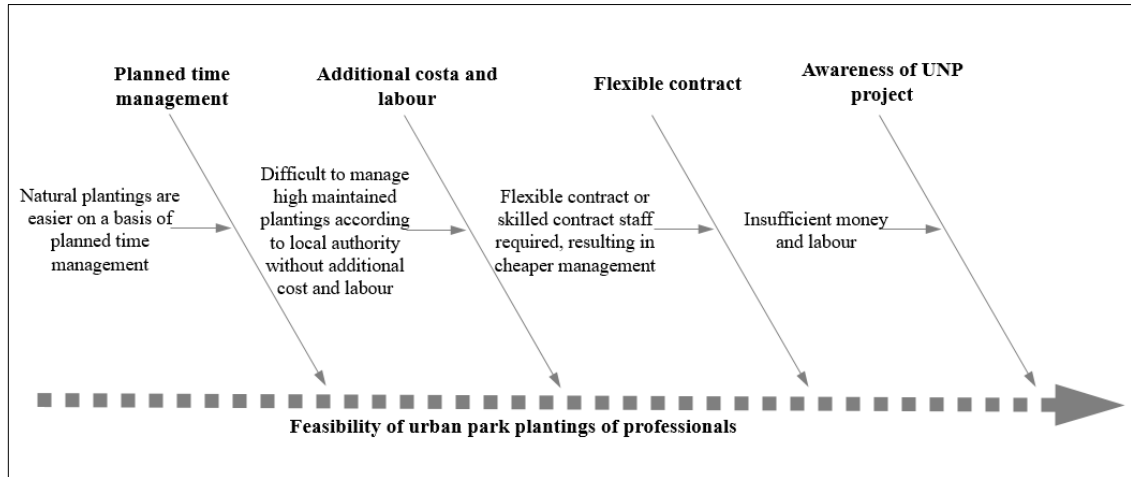 Planned time
management
Additional costa and
labour
Flexible contract
Awareness of UNP
project
Natural plantings are
easier on a basis of
planned time
management
Difficult to manage
high maintained
plantings according
to local authority
without additional
cost and labour
Flexible contract or
skilled contract staff
required, resulting in
cheaper management
Insufficient money
and labour
Feasibility of urban park plantings of professionals